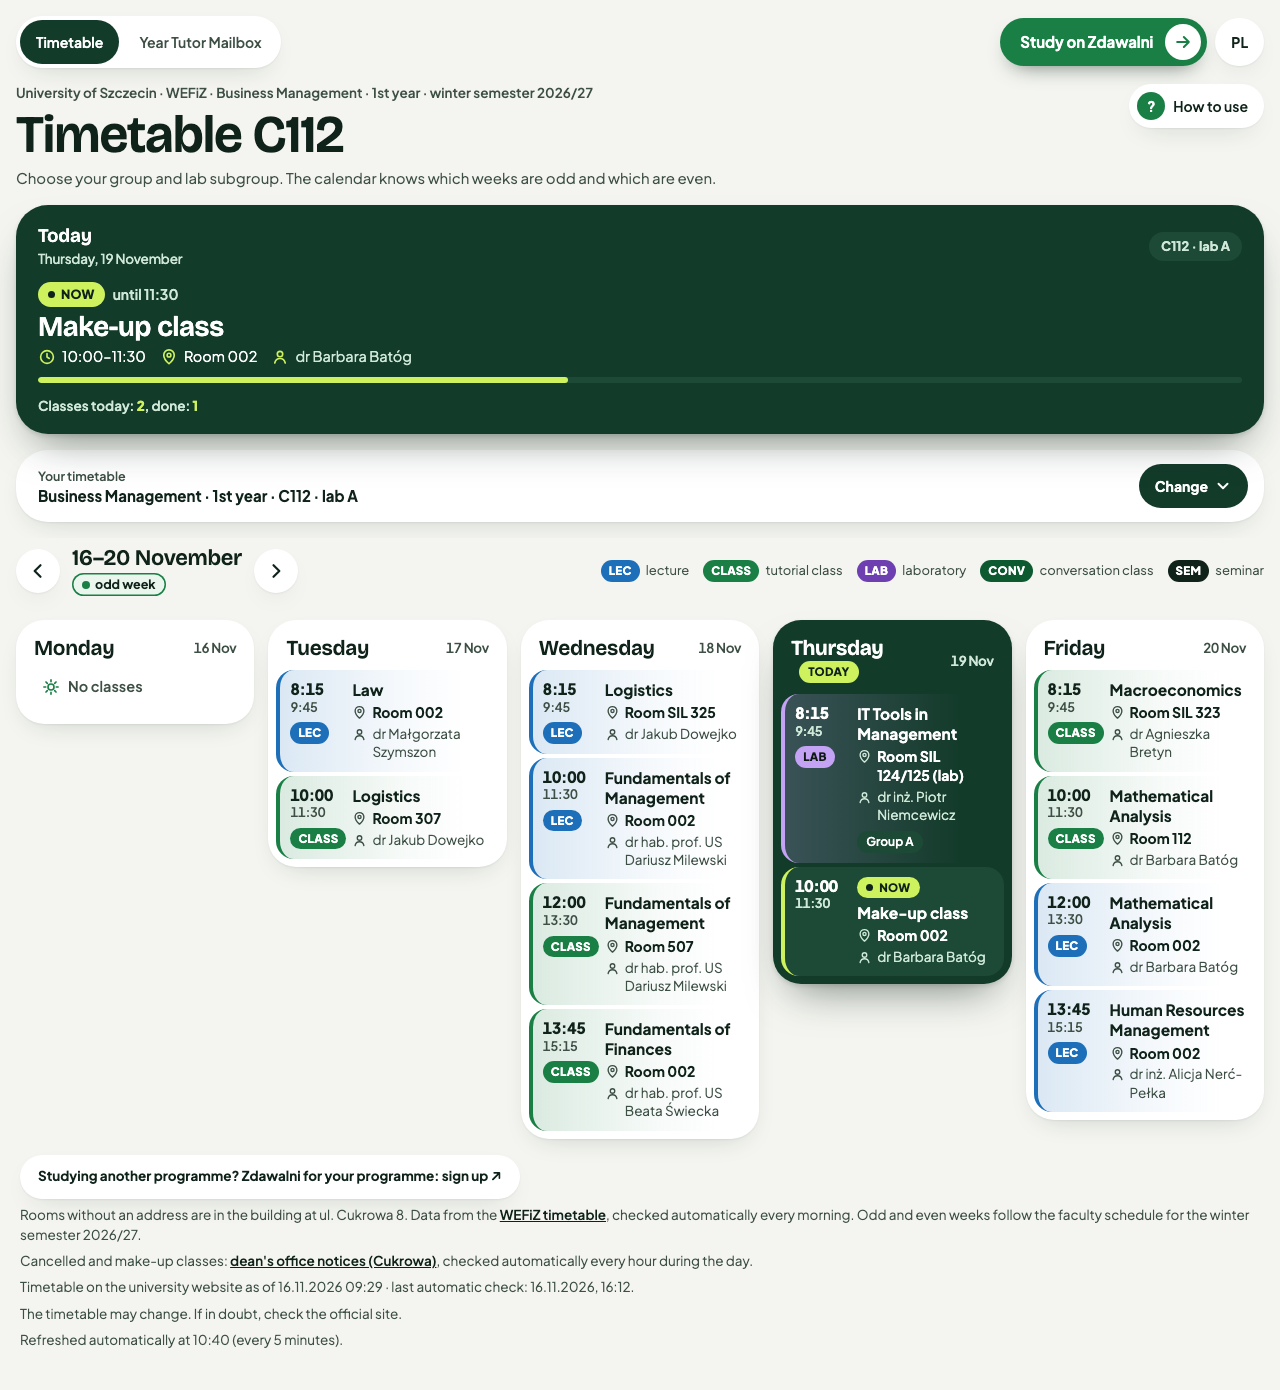 Timetable
Year Tutor Mailbox
Study on Zdawalni
PL
University of Szczecin · WEFiZ · Business Management · 1st year · winter semester 2026/27
Timetable C112
? How to use
Choose your group and lab subgroup. The calendar knows which weeks are odd and which are even.
Today
Thursday, 19 November
C112 · lab A
NOW until 11:30
Make-up class
10:00–11:30 Room 002 dr Barbara Batóg
Classes today: 2, done: 1
Your timetable
Business Management · 1st year · C112 · lab A
Change
16–20 November
odd week
LEC lecture CLASS tutorial class LAB laboratory CONV conversation class SEM seminar
Monday 16 Nov
No classes
Tuesday 17 Nov
8:15 Law
9:45 Room 002
LEC dr Małgorzata
Szymszon
10:00 Logistics
11:30 Room 307
CLASS dr Jakub Dowejko
Wednesday 18 Nov
8:15 Logistics
9:45 Room SIL 325
LEC dr Jakub Dowejko
10:00 Fundamentals of
11:30 Management
LEC Room 002
dr hab. prof. US
Dariusz Milewski
12:00 Fundamentals of
13:30 Management
CLASS Room 507
dr hab. prof. US
Dariusz Milewski
13:45 Fundamentals of
15:15 Finances
CLASS Room 002
dr hab. prof. US
Beata Świecka
Thursday 19 Nov
TODAY
8:15 IT Tools in
9:45 Management
LAB Room SIL
124/125 (lab)
dr inż. Piotr
Niemcewicz
Group A
10:00 NOW
11:30
Make-up class
Room 002
dr Barbara Batóg
Friday 20 Nov
8:15 Macroeconomics
9:45 Room SIL 323
CLASS dr Agnieszka
Bretyn
10:00 Mathematical
11:30 Analysis
CLASS Room 112
dr Barbara Batóg
12:00 Mathematical
13:30 Analysis
LEC Room 002
dr Barbara Batóg
13:45 Human Resources
15:15 Management
LEC Room 002
dr inż. Alicja Nerć-
Pełka
Studying another programme? Zdawalni for your programme: sign up ↗
Rooms without an address are in the building at ul. Cukrowa 8. Data from the WEFiZ timetable, checked automatically every morning. Odd and even weeks follow the faculty schedule for the winter
semester 2026/27.
Cancelled and make-up classes: dean's office notices (Cukrowa), checked automatically every hour during the day.
Timetable on the university website as of 16.11.2026 09:29 · last automatic check: 16.11.2026, 16:12.
The timetable may change. If in doubt, check the official site.
Refreshed automatically at 10:40 (every 5 minutes).